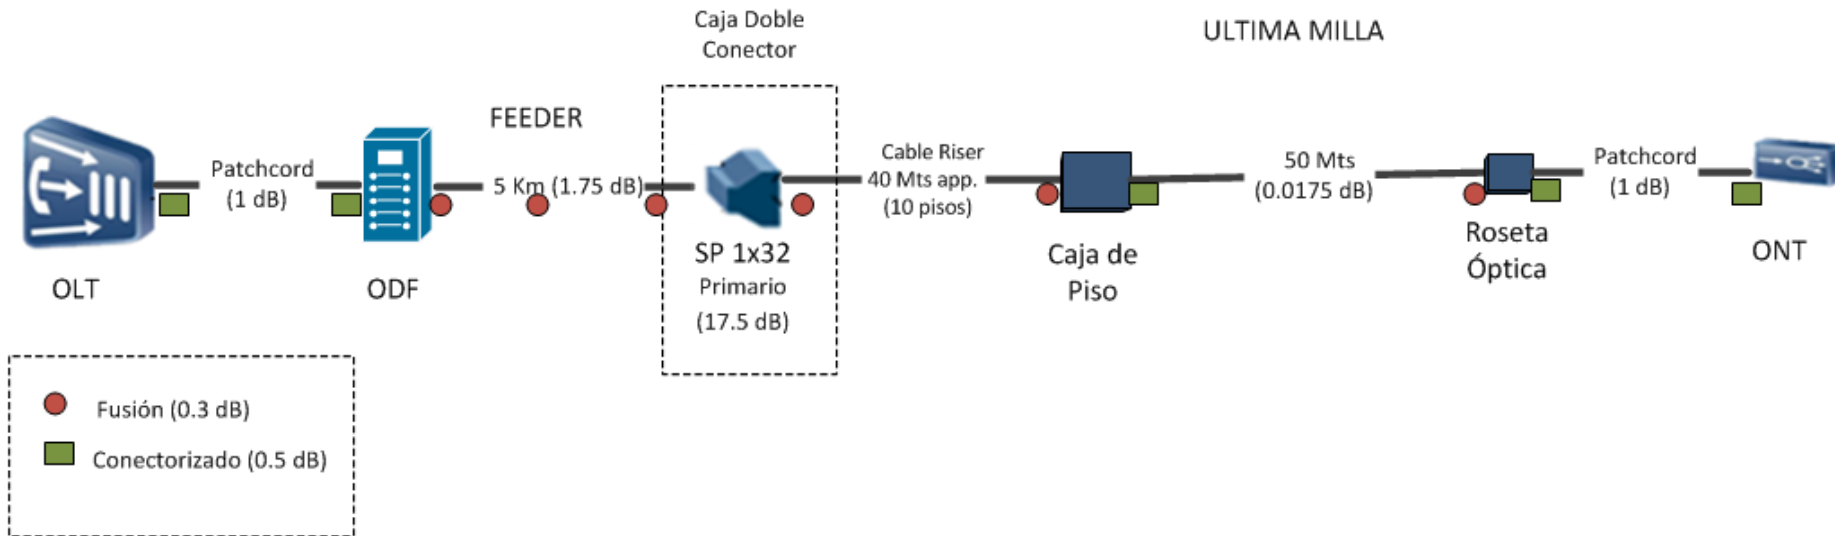 Caja Doble
Conector
ULTIMA MILLA
FEEDER
Patchcord
(1 dB)
5 Km (1.75 dB)
Cable Riser
40 Mts app.
(10 pisos)
50 Mts
(0.0175 dB)
Patchcord
(1 dB)
OLT
ODF
SP 1x32
Primario
(17.5 dB)
Caja de
Piso
Roseta
Óptica
ONT
Fusión (0.3 dB)
Conectorizado (0.5 dB)